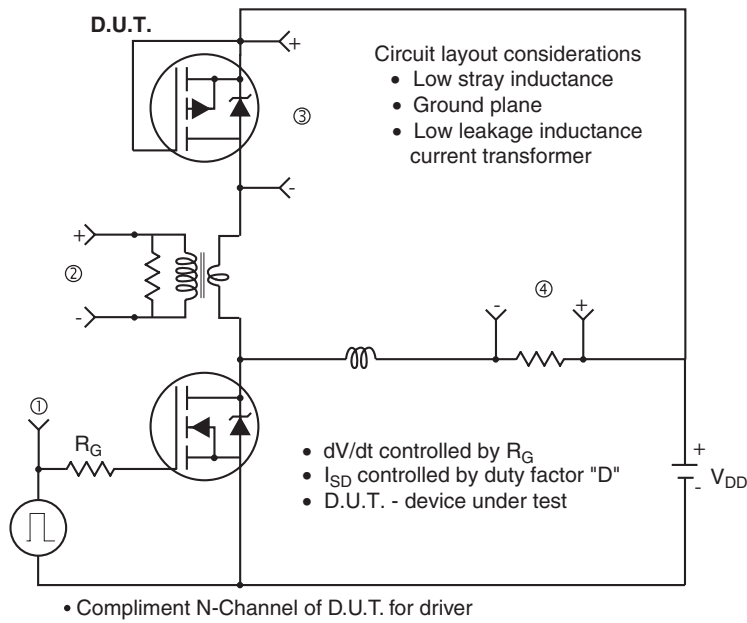 D.U.T.
+
Circuit layout considerations
• Low stray inductance
③
• Ground plane
• Low leakage inductance
current transformer
-
+
②
-
- ④ +
①
R_G
• dV/dt controlled by R_G
• I_SD controlled by duty factor "D"
• D.U.T. - device under test
+
V_DD
-
• Compliment N-Channel of D.U.T. for driver